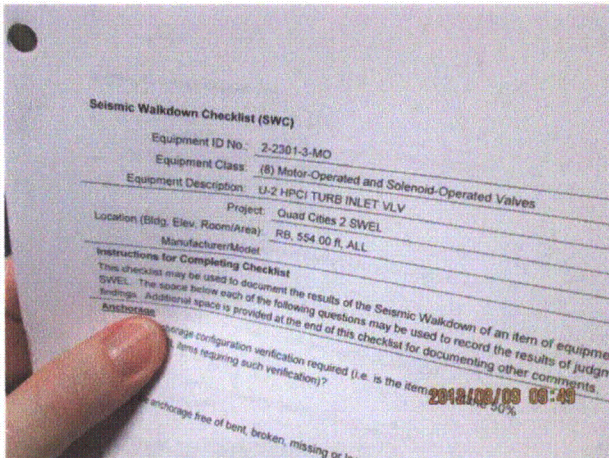 Seismic Walkdown Checklist (SWC)
Equipment ID No.: 2-2301-3-MO
Equipment Class: (8) Motor-Operated and Solenoid-Operated Valves
Equipment Description: U-2 HPCI TURB INLET VLV
Project: Quad Cities 2 SWEL
Location (Bldg, Elev, Room/Area): RB, 554.00 ft, ALL
Manufacturer/Model
Instructions for Completing Checklist
This checklist may be used to document the results of the Seismic Walkdown of an item of equipme
SWEL. The space below each of the following questions may be used to record the results of judgm
findings. Additional space is provided at the end of this checklist for documenting other comments.
Anchorage
configuration verification required (i.e. is the item 50%
items requiring such verification)?
anchorage free of bent, broken, missing or